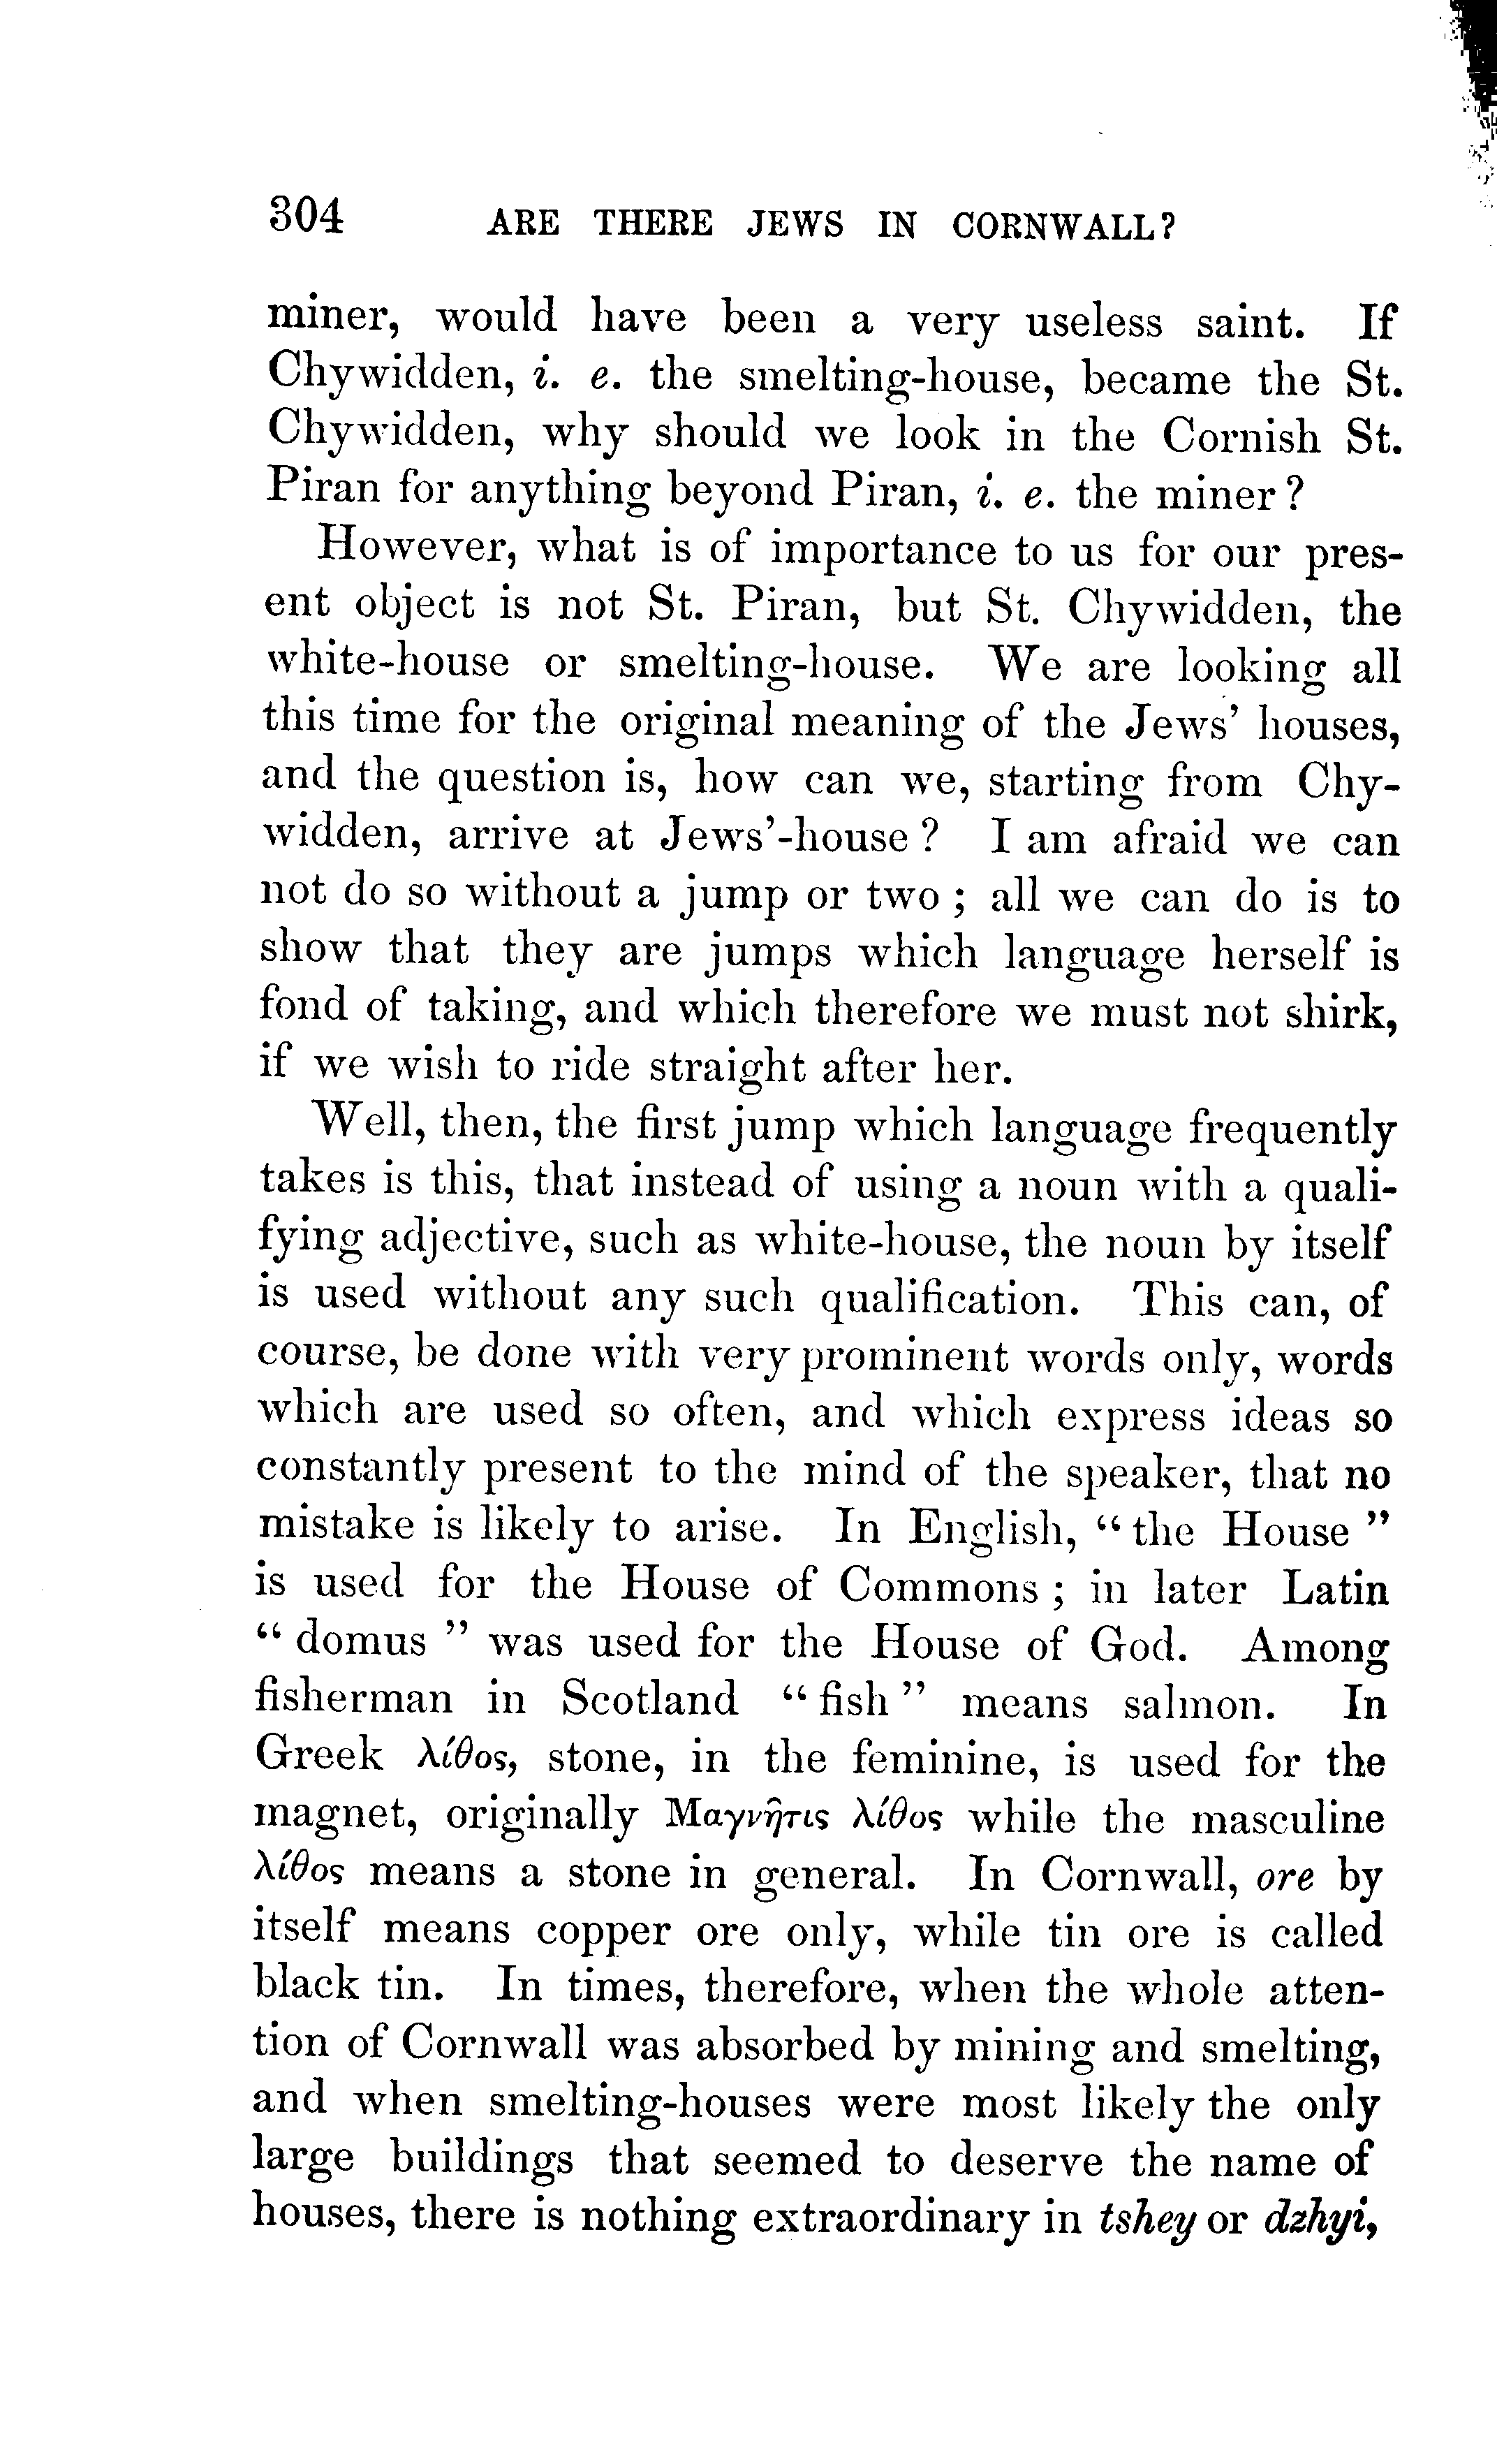 304 ARE THERE JEWS IN CORNWALL?
miner, would have been a very useless saint. If
Chywidden, i. e. the smelting-house, became the St.
Chywidden, why should we look in the Cornish St.
Piran for anything beyond Piran, i. e. the miner?
However, what is of importance to us for our pres-
ent object is not St. Piran, but St. Chywidden, the
white-house or smelting-house. We are looking all
this time for the original meaning of the Jews' houses,
and the question is, how can we, starting from Chy-
widden, arrive at Jews'-house? I am afraid we can
not do so without a jump or two; all we can do is to
show that they are jumps which language herself is
fond of taking, and which therefore we must not shirk,
if we wish to ride straight after her.
Well, then, the first jump which language frequently
takes is this, that instead of using a noun with a quali-
fying adjective, such as white-house, the noun by itself
is used without any such qualification. This can, of
course, be done with very prominent words only, words
which are used so often, and which express ideas so
constantly present to the mind of the speaker, that no
mistake is likely to arise. In English, "the House"
is used for the House of Commons; in later Latin
"domus" was used for the House of God. Among
fisherman in Scotland "fish" means salmon. In
Greek λίθος, stone, in the feminine, is used for the
magnet, originally Μαγνῆτις λίθος while the masculine
λίθος means a stone in general. In Cornwall, ore by
itself means copper ore only, while tin ore is called
black tin. In times, therefore, when the whole atten-
tion of Cornwall was absorbed by mining and smelting,
and when smelting-houses were most likely the only
large buildings that seemed to deserve the name of
houses, there is nothing extraordinary in tshey or dzhyi,